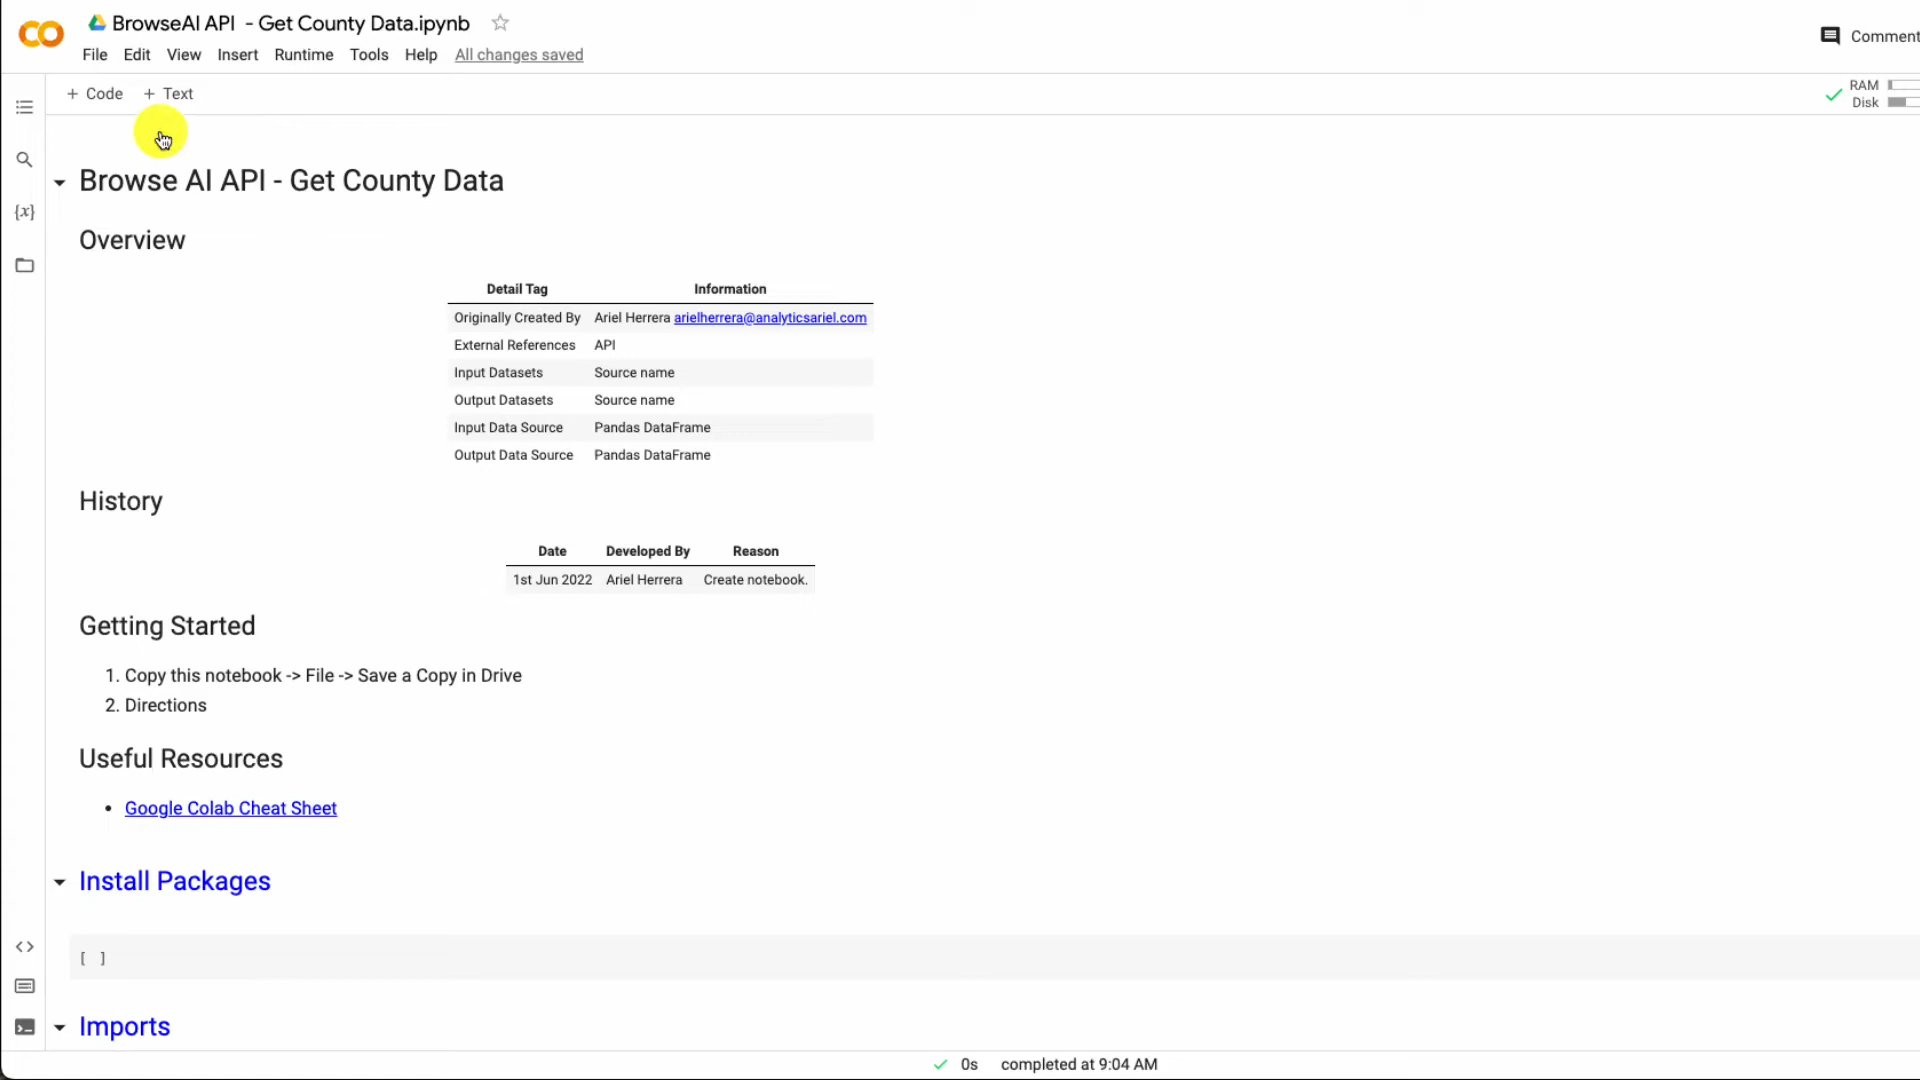 BrowseAI API - Get County Data.ipynb
File Edit View Insert Runtime Tools Help All changes saved
Comment
+ Code + Text
RAM
Disk
{x}
Browse AI API - Get County Data
Overview
Detail Tag Information
Originally Created By Ariel Herrera arielherrera@analyticsariel.com
External References API
Input Datasets Source name
Output Datasets Source name
Input Data Source Pandas DataFrame
Output Data Source Pandas DataFrame
History
Date Developed By Reason
1st Jun 2022 Ariel Herrera Create notebook.
Getting Started
1. Copy this notebook -> File -> Save a Copy in Drive
2. Directions
Useful Resources
• Google Colab Cheat Sheet
Install Packages
[ ]
Imports
0s completed at 9:04 AM